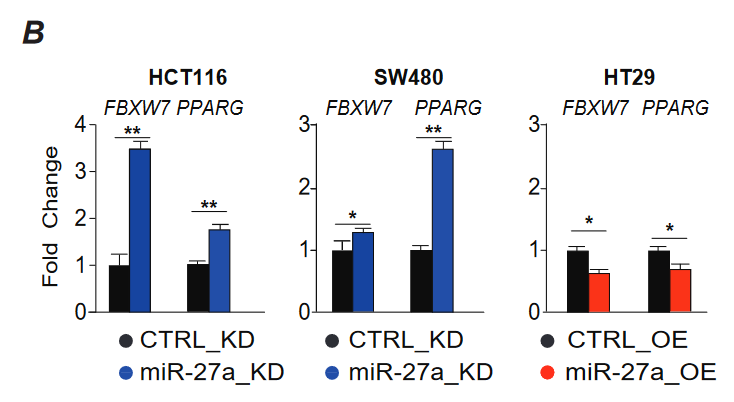 B
HCT116 SW480 HT29
FBXW7 PPARG FBXW7 PPARG FBXW7 PPARG
Fold Change
4
3
2
1
0
** **
3
2
1
0
* **
3
2
1
0
* *
CTRL_KD CTRL_KD CTRL_OE
miR-27a_KD miR-27a_KD miR-27a_OE